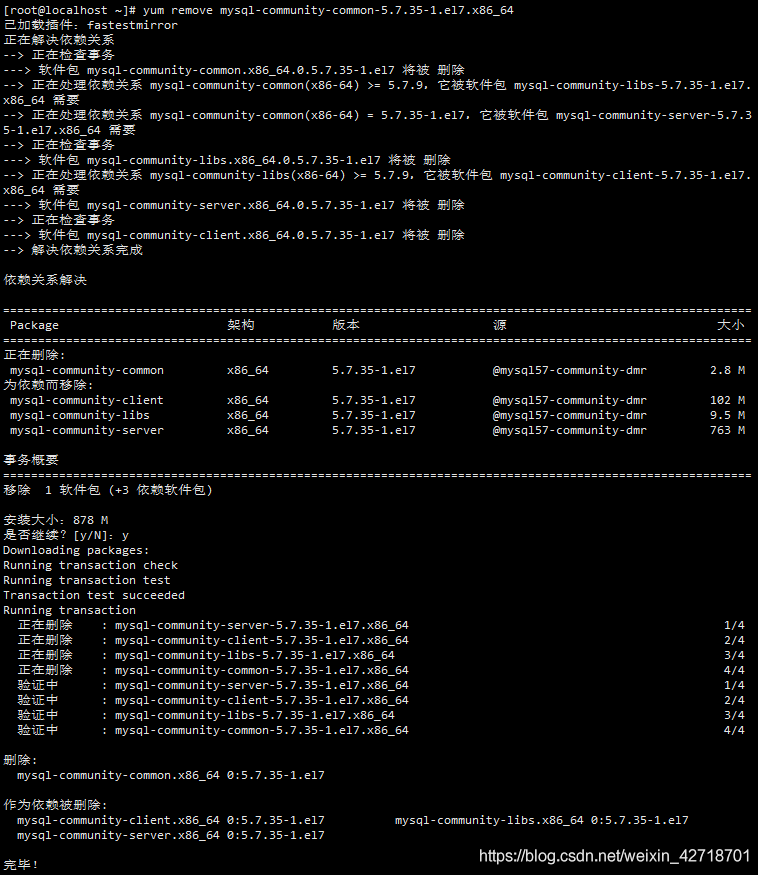 [root@localhost ~]# yum remove mysql-community-common-5.7.35-1.el7.x86_64
已加载插件：fastestmirror
正在解决依赖关系
--> 正在检查事务
---> 软件包 mysql-community-common.x86_64.0.5.7.35-1.el7 将被 删除
--> 正在处理依赖关系 mysql-community-common(x86-64) >= 5.7.9，它被软件包 mysql-community-libs-5.7.35-1.el7.
x86_64 需要
--> 正在处理依赖关系 mysql-community-common(x86-64) = 5.7.35-1.el7，它被软件包 mysql-community-server-5.7.3
5-1.el7.x86_64 需要
--> 正在检查事务
---> 软件包 mysql-community-libs.x86_64.0.5.7.35-1.el7 将被 删除
--> 正在处理依赖关系 mysql-community-libs(x86-64) >= 5.7.9，它被软件包 mysql-community-client-5.7.35-1.el7.
x86_64 需要
---> 软件包 mysql-community-server.x86_64.0.5.7.35-1.el7 将被 删除
--> 正在检查事务
---> 软件包 mysql-community-client.x86_64.0.5.7.35-1.el7 将被 删除
--> 解决依赖关系完成
依赖关系解决
================================================================================
Package 架构 版本 源 大小
================================================================================
正在删除:
mysql-community-common x86_64 5.7.35-1.el7 @mysql57-community-dmr 2.8 M
为依赖而移除:
mysql-community-client x86_64 5.7.35-1.el7 @mysql57-community-dmr 102 M
mysql-community-libs x86_64 5.7.35-1.el7 @mysql57-community-dmr 9.5 M
mysql-community-server x86_64 5.7.35-1.el7 @mysql57-community-dmr 763 M
事务概要
================================================================================
移除 1 软件包 (+3 依赖软件包)
安装大小：878 M
是否继续？[y/N]：y
Downloading packages:
Running transaction check
Running transaction test
Transaction test succeeded
Running transaction
正在删除 : mysql-community-server-5.7.35-1.el7.x86_64 1/4
正在删除 : mysql-community-client-5.7.35-1.el7.x86_64 2/4
正在删除 : mysql-community-libs-5.7.35-1.el7.x86_64 3/4
正在删除 : mysql-community-common-5.7.35-1.el7.x86_64 4/4
验证中 : mysql-community-server-5.7.35-1.el7.x86_64 1/4
验证中 : mysql-community-client-5.7.35-1.el7.x86_64 2/4
验证中 : mysql-community-libs-5.7.35-1.el7.x86_64 3/4
验证中 : mysql-community-common-5.7.35-1.el7.x86_64 4/4
删除:
mysql-community-common.x86_64 0:5.7.35-1.el7
作为依赖被删除:
mysql-community-client.x86_64 0:5.7.35-1.el7 mysql-community-libs.x86_64 0:5.7.35-1.el7
mysql-community-server.x86_64 0:5.7.35-1.el7
完毕！
https://blog.csdn.net/weixin_42718701